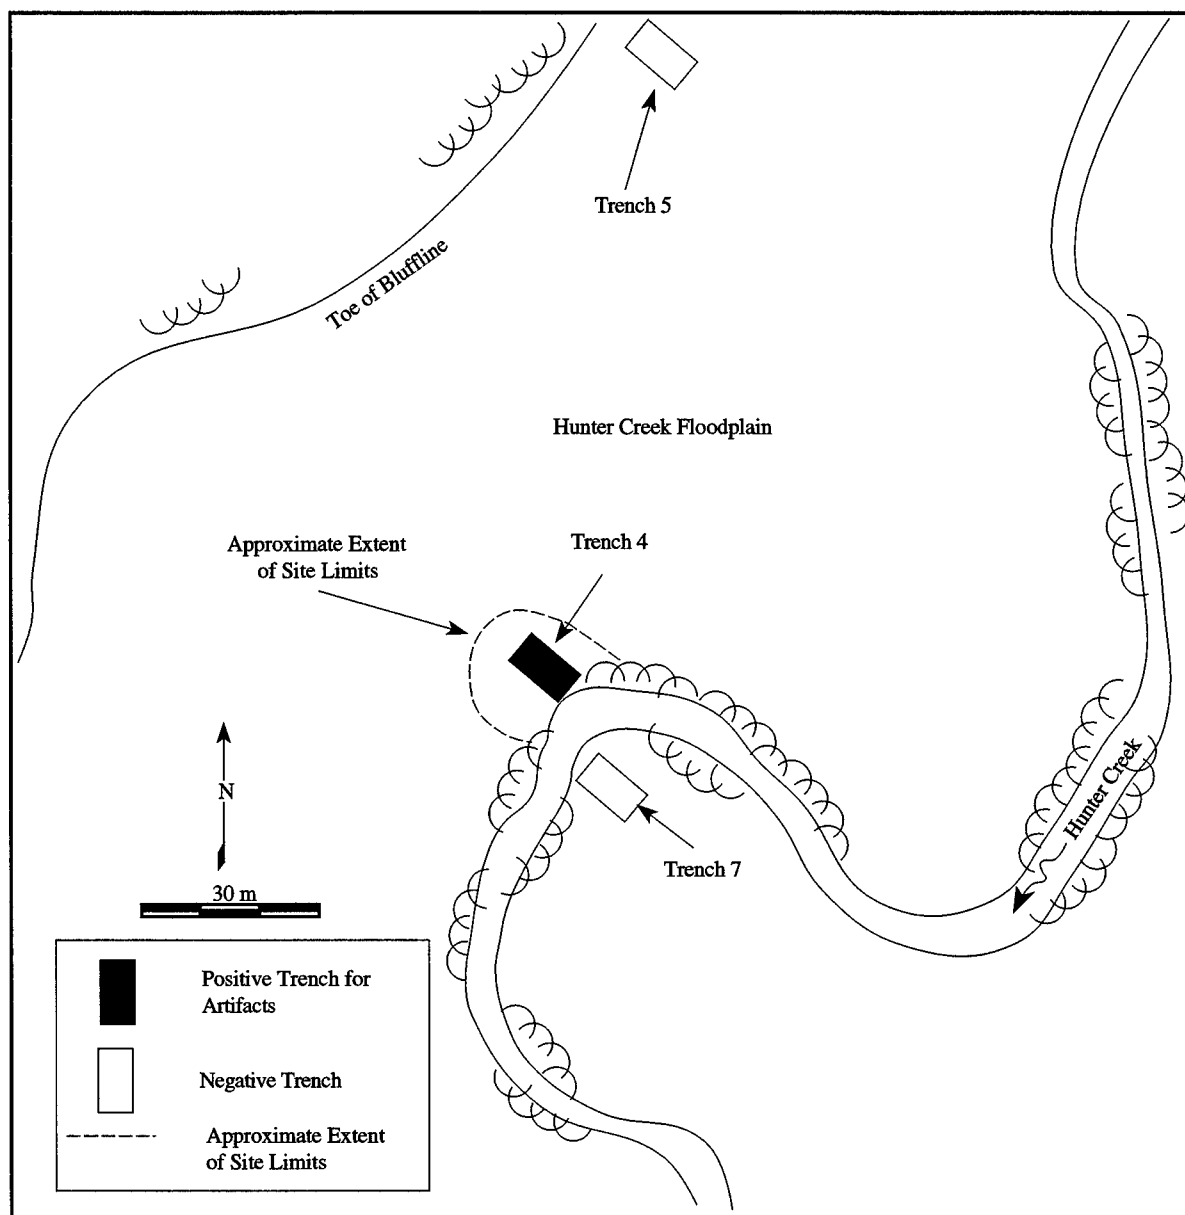 Trench 5
Toe of Bluffline
Hunter Creek Floodplain
Approximate Extent
of Site Limits
Trench 4
N
Hunter Creek
Trench 7
30 m
Positive Trench for
Artifacts
Negative Trench
Approximate Extent
of Site Limits